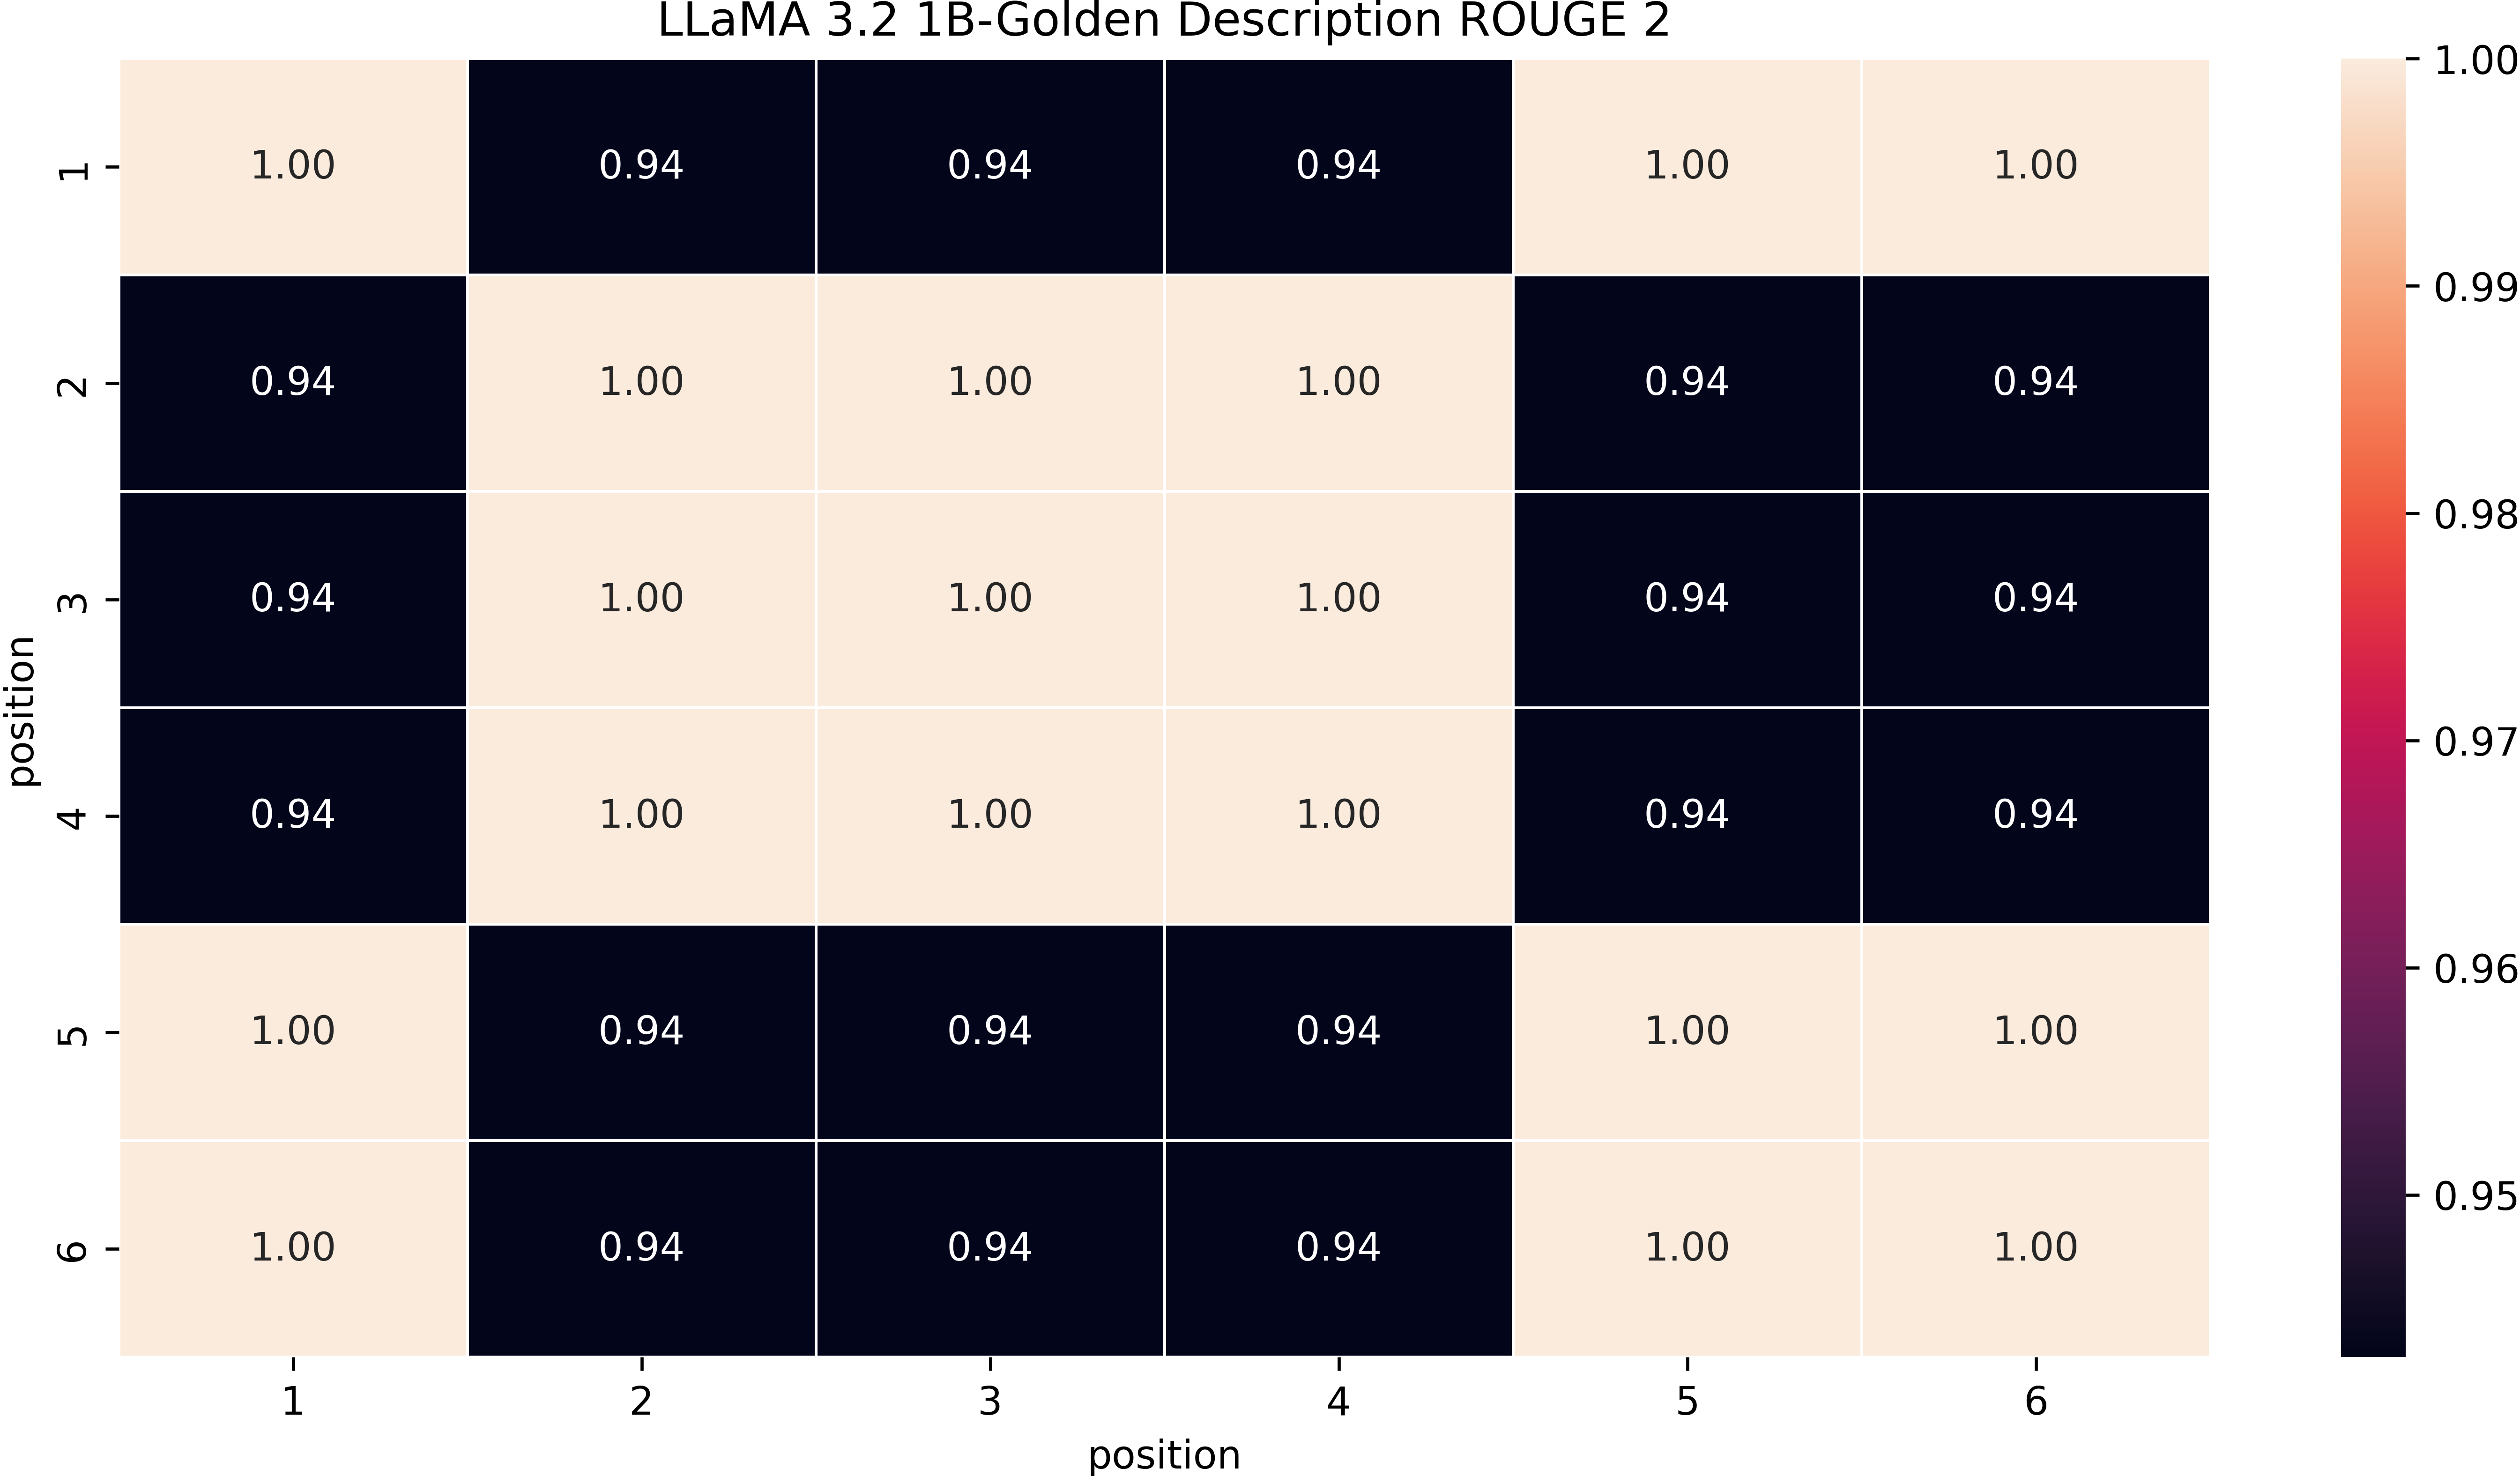 LLaMA 3.2 1B-Golden Description ROUGE 2
1 1.00 0.94 0.94 0.94 1.00 1.00
2 0.94 1.00 1.00 1.00 0.94 0.94
3 0.94 1.00 1.00 1.00 0.94 0.94
4 0.94 1.00 1.00 1.00 0.94 0.94
5 1.00 0.94 0.94 0.94 1.00 1.00
6 1.00 0.94 0.94 0.94 1.00 1.00
position
1 2 3 4 5 6
position
1.00
0.99
0.98
0.97
0.96
0.95